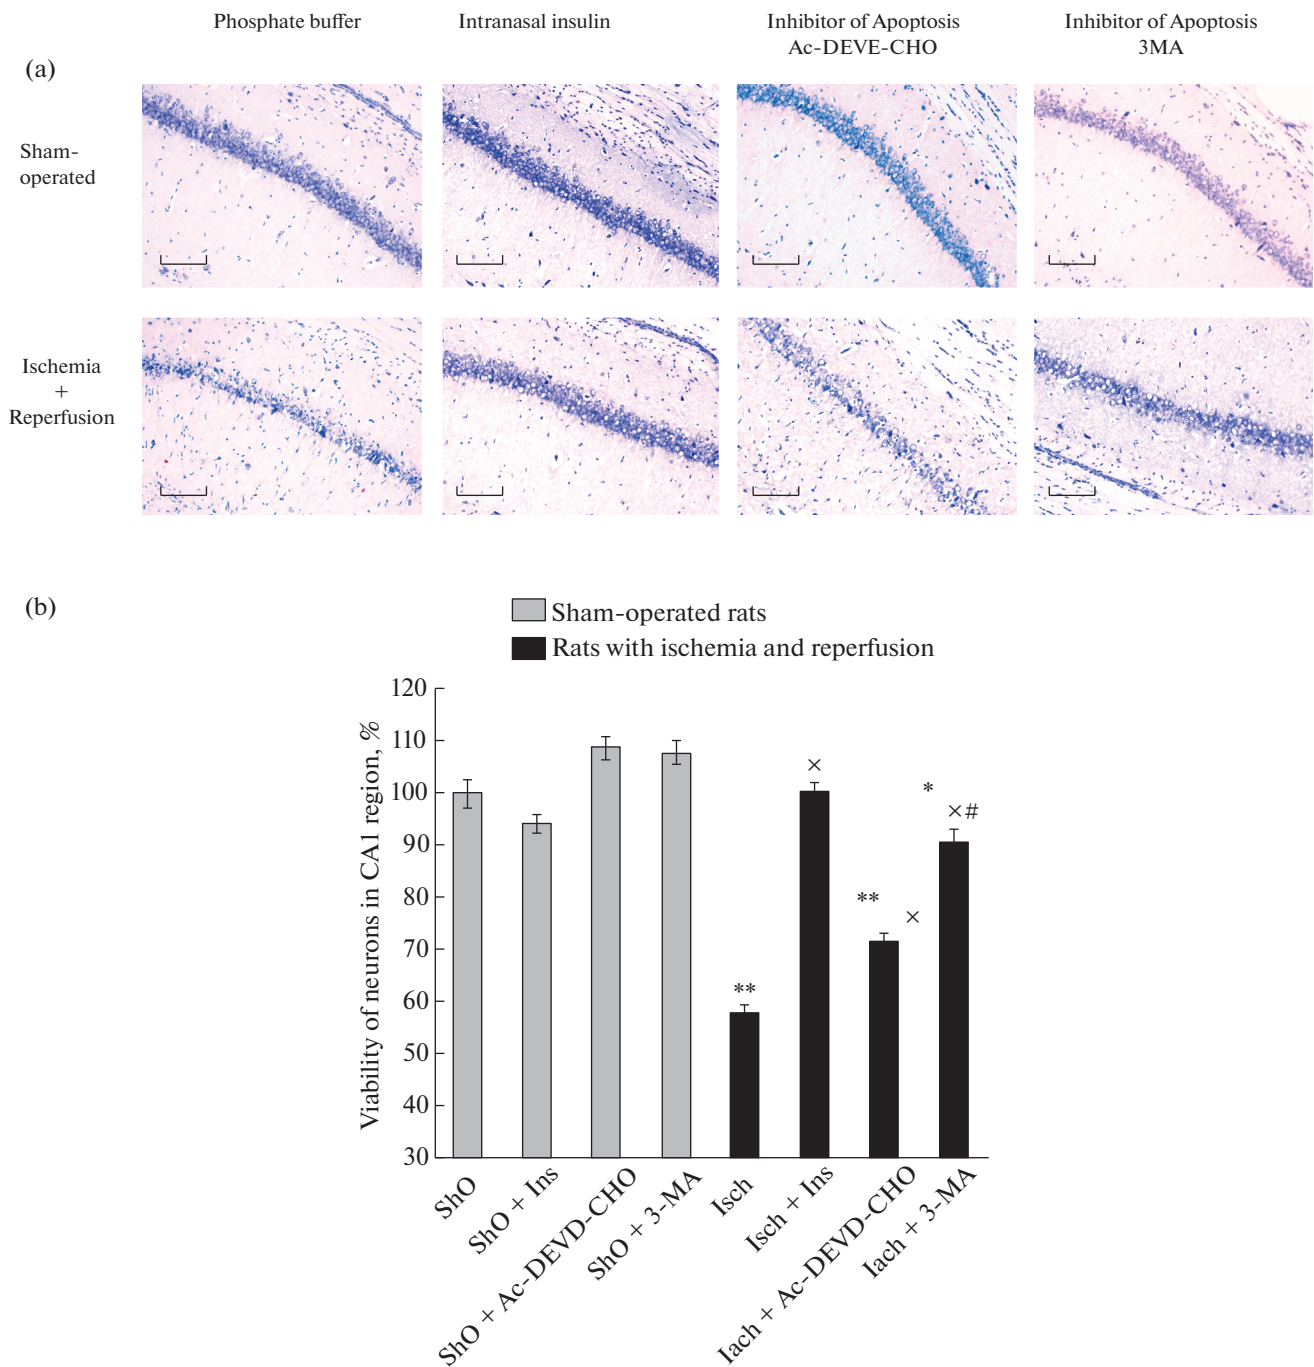 Phosphate buffer
Intranasal insulin
Inhibitor of Apoptosis
Ac-DEVE-CHO
Inhibitor of Apoptosis
3MA
(a)
Sham-
operated
Ischemia
+
Reperfusion
(b)
Sham-operated rats
Rats with ischemia and reperfusion
Viability of neurons in CA1 region, %
120
110
100
90
80
70
60
50
40
30
**
×
**
×
*
×#
ShO
ShO + Ins
ShO + Ac-DEVD-CHO
ShO + 3-MA
Isch
Isch + Ins
Iach + Ac-DEVD-CHO
Iach + 3-MA